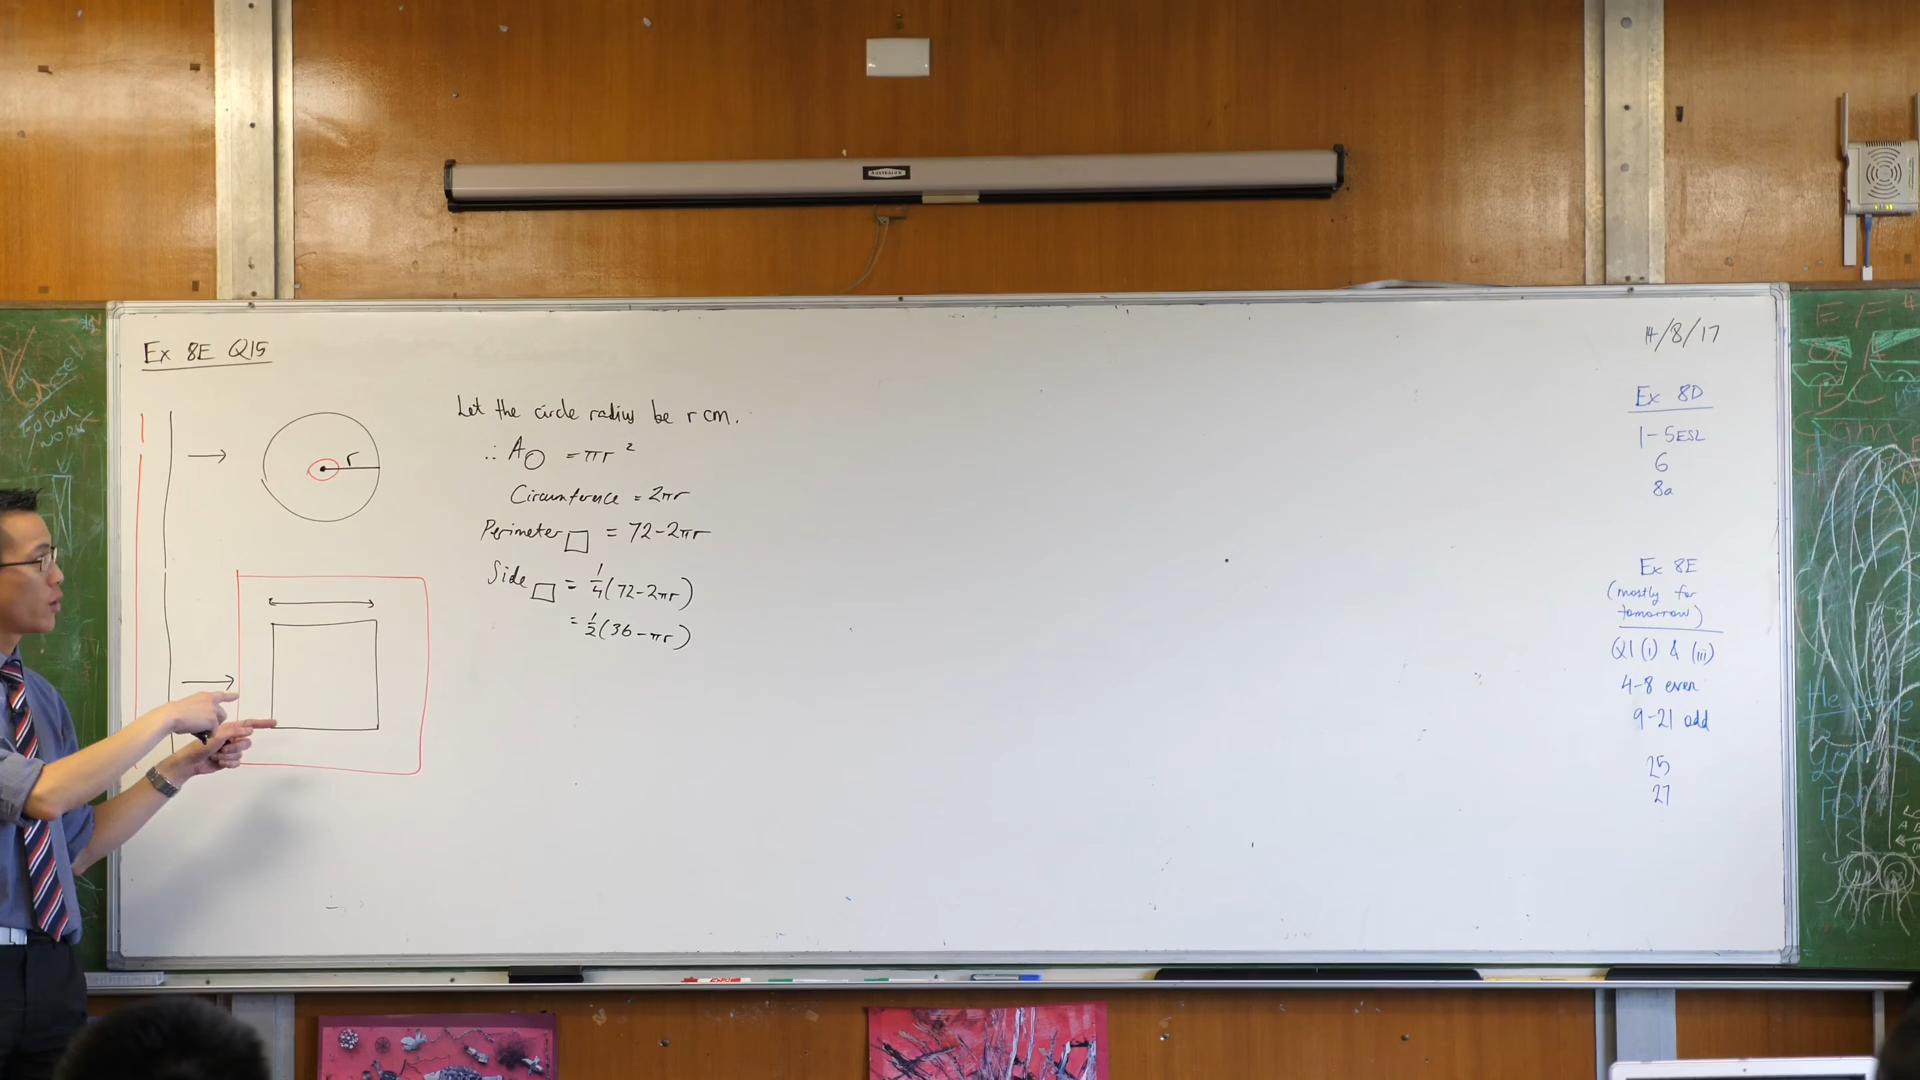 Ex 8E Q15
r
Let the circle radius be r cm.
∴ A○ = πr²
Circumference = 2πr
Perimeter□ = 72-2πr
Side□ = 1/4(72-2πr)
= 1/2(36-πr)
14/8/17
Ex 8D
1-5ESL
6
8a
Ex 8E
(mostly for
tomorrow)
Q1 (i) & (iii)
4-8 even
9-21 odd
25
27